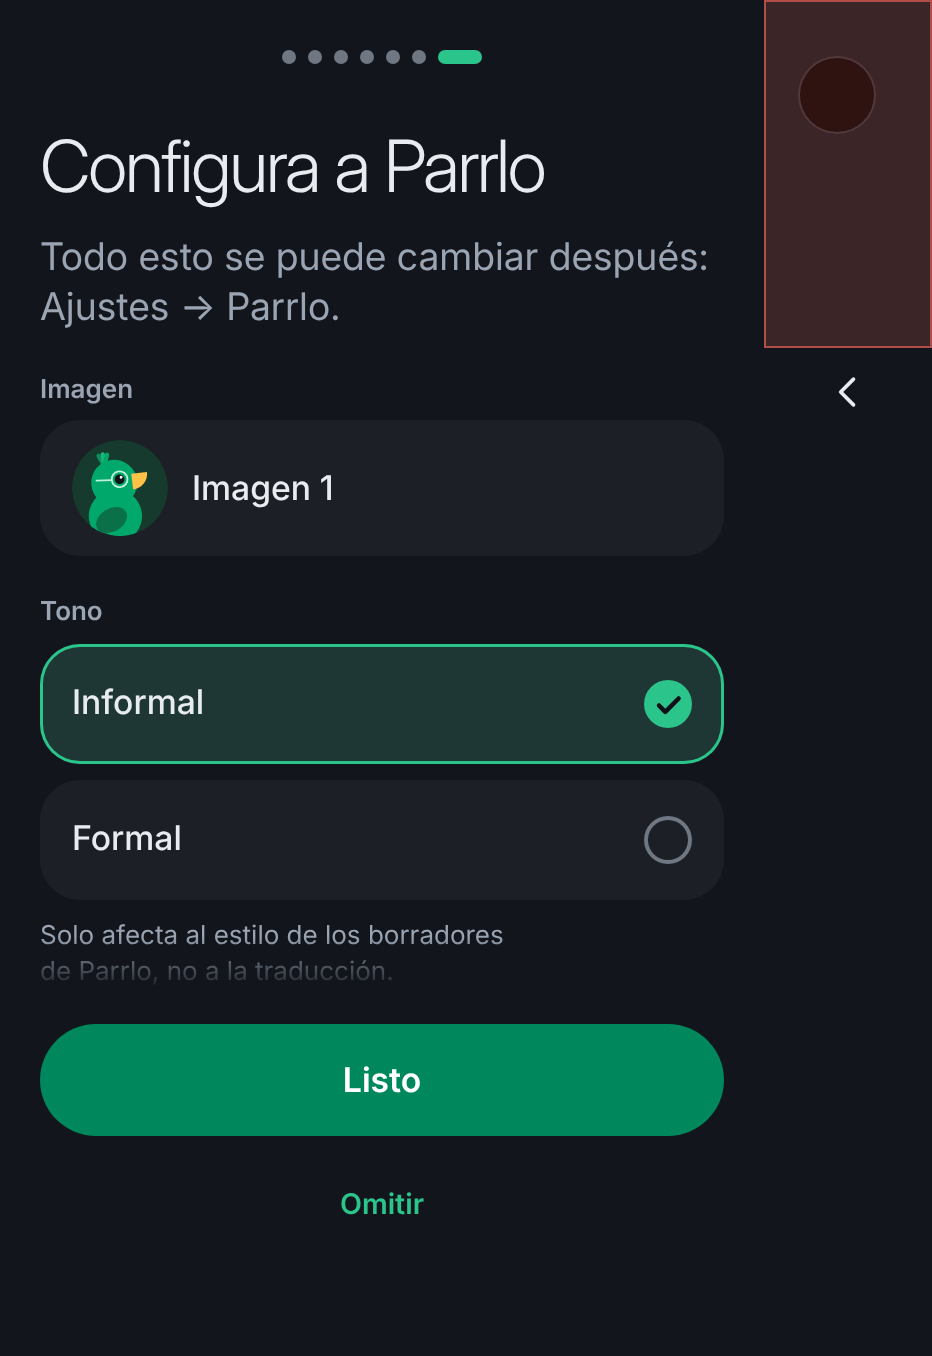 Configura a Parrlo
Todo esto se puede cambiar después:
Ajustes → Parrlo.
Imagen
Imagen 1
Tono
Informal
Formal
Solo afecta al estilo de los borradores
de Parrlo, no a la traducción.
Listo
Omitir